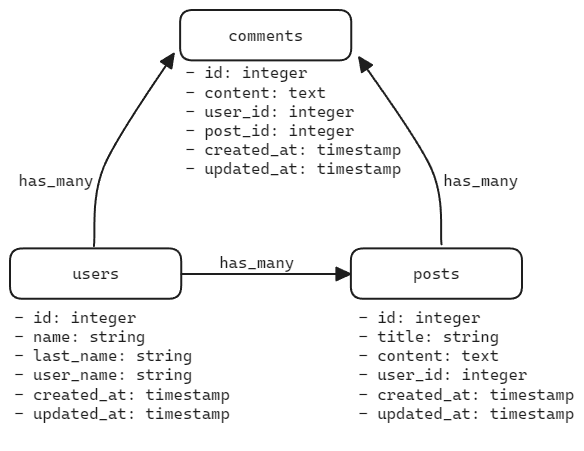 comments
- id: integer
- content: text
- user_id: integer
- post_id: integer
- created_at: timestamp
- updated_at: timestamp
has_many
has_many
users
has_many
posts
- id: integer
- name: string
- last_name: string
- user_name: string
- created_at: timestamp
- updated_at: timestamp
- id: integer
- title: string
- content: text
- user_id: integer
- created_at: timestamp
- updated_at: timestamp